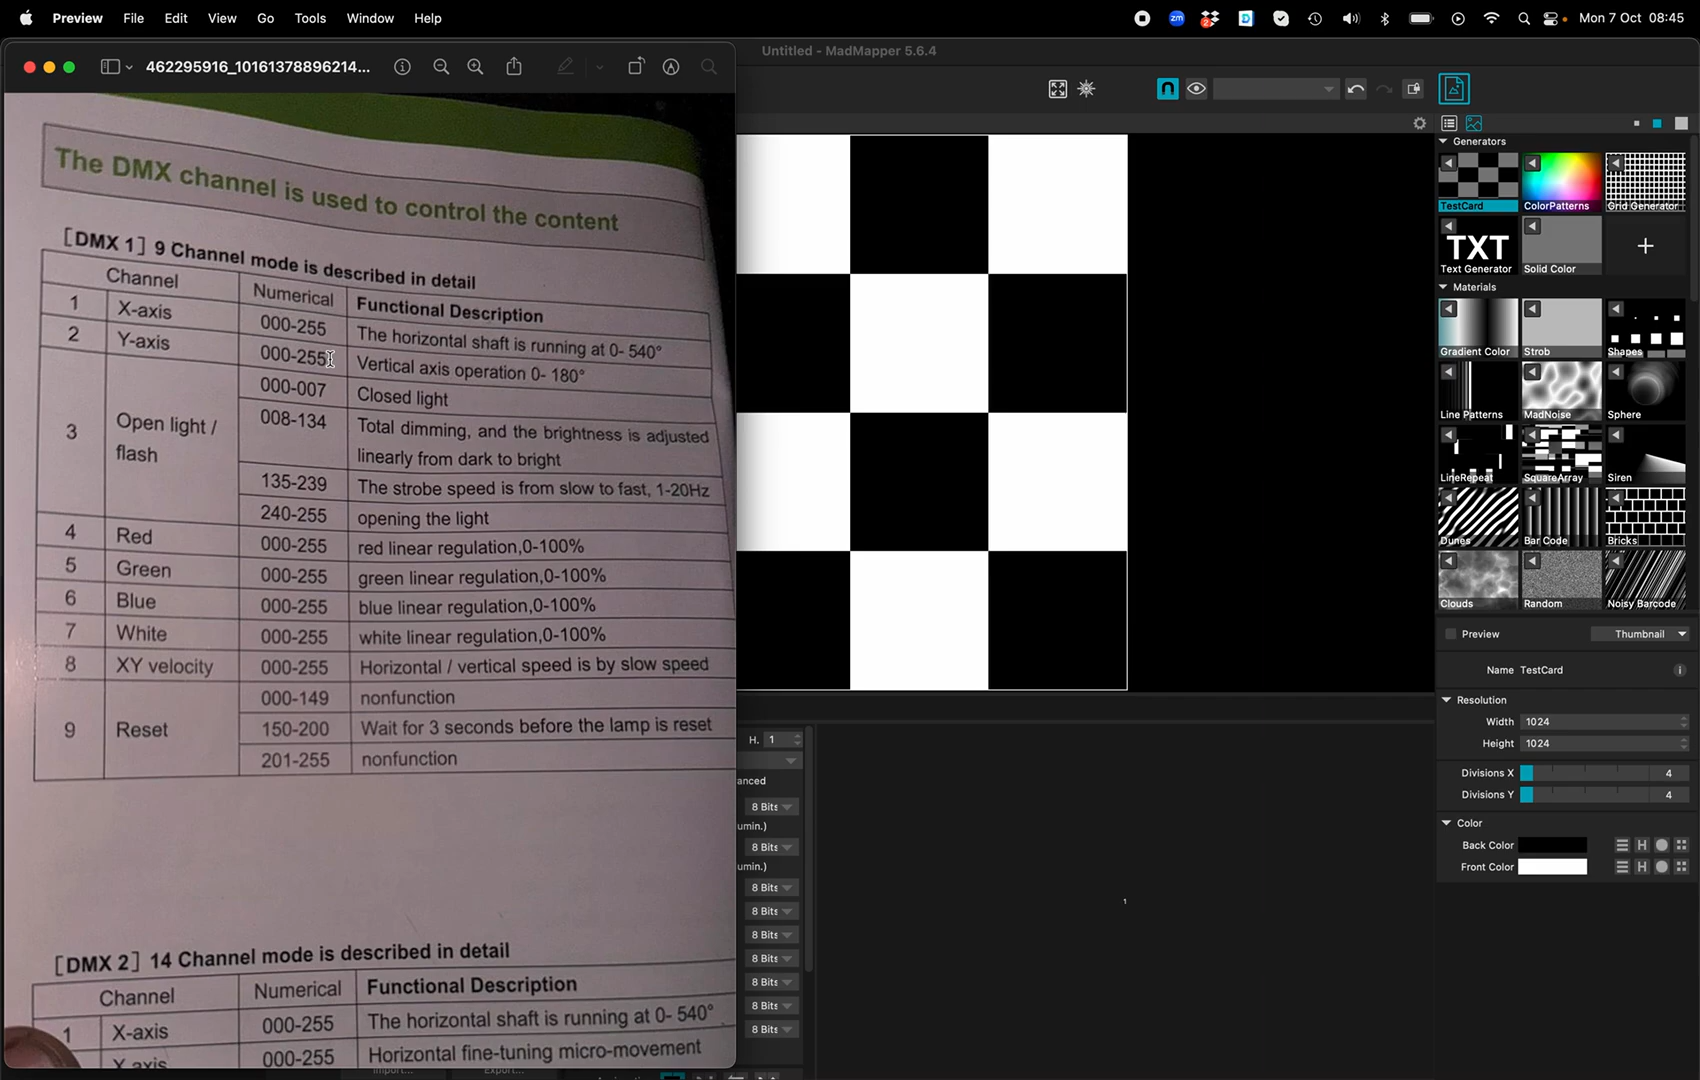 Preview File Edit View Go Tools Window Help
Mon 7 Oct 08:45
462295916_10161378896214...
Untitled - MadMapper 5.6.4
The DMX channel is used to control the content
[DMX 1] 9 Channel mode is described in detail
Channel Numerical Functional Description
1 X-axis 000-255 The horizontal shaft is running at 0- 540°
2 Y-axis 000-255 Vertical axis operation 0- 180°
3 Open light / flash 000-007 Closed light
008-134 Total dimming, and the brightness is adjusted
linearly from dark to bright
135-239 The strobe speed is from slow to fast, 1-20Hz
240-255 opening the light
4 Red 000-255 red linear regulation,0-100%
5 Green 000-255 green linear regulation,0-100%
6 Blue 000-255 blue linear regulation,0-100%
7 White 000-255 white linear regulation,0-100%
8 XY velocity 000-255 Horizontal / vertical speed is by slow speed
9 Reset 000-149 nonfunction
150-200 Wait for 3 seconds before the lamp is reset
201-255 nonfunction
[DMX 2] 14 Channel mode is described in detail
Channel Numerical Functional Description
1 X-axis 000-255 The horizontal shaft is running at 0- 540°
Y axis 000-255 Horizontal fine-tuning micro-movement
H. 1
anced
8 Bits
umin.)
8 Bits
umin.)
8 Bits
8 Bits
8 Bits
8 Bits
8 Bits
8 Bits
8 Bits
Import... Export...
1
Generators
TestCard ColorPatterns Grid Generator
TXT
Text Generator Solid Color
Materials
Gradient Color Strob Shapes
Line Patterns MadNoise Sphere
LineRepeat SquareArray Siren
Dunes Bar Code Bricks
Clouds Random Noisy Barcode
Preview Thumbnail
Name TestCard
Resolution
Width 1024
Height 1024
Divisions X 4
Divisions Y 4
Color
Back Color H
Front Color H